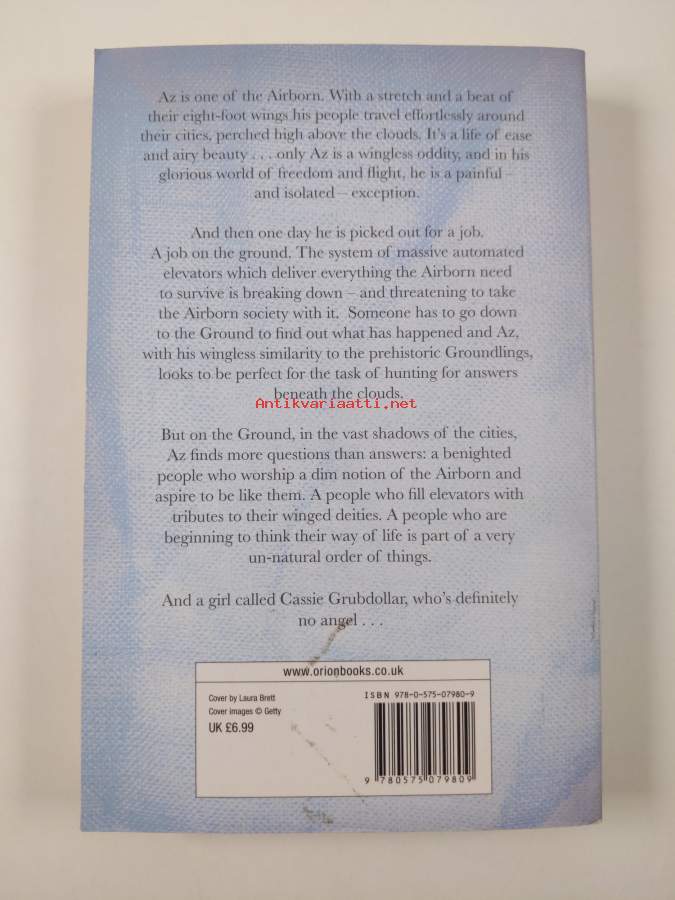 Az is one of the Airborn. With a stretch and a beat of
their eight-foot wings his people travel effortlessly around
their cities, perched high above the clouds. It's a life of ease
and airy beauty . . . only Az is a wingless oddity, and in his
glorious world of freedom and flight, he is a painful –
and isolated – exception.
And then one day he is picked out for a job.
A job on the ground. The system of massive automated
elevators which deliver everything the Airborn need
to survive is breaking down – and threatening to take
the Airborn society with it. Someone has to go down
to the Ground to find out what has happened and Az,
with his wingless similarity to the prehistoric Groundlings,
looks to be perfect for the task of hunting for answers
beneath the clouds.
Antikvariaatti.net
But on the Ground, in the vast shadows of the cities,
Az finds more questions than answers: a benighted
people who worship a dim notion of the Airborn and
aspire to be like them. A people who fill elevators with
tributes to their winged deities. A people who are
beginning to think their way of life is part of a very
un-natural order of things.
And a girl called Cassie Grubdollar, who's definitely
no angel . . .
www.orionbooks.co.uk
Cover by Laura Brett
Cover images © Getty
UK £6.99
ISBN 978-0-575-07980-9
9 780575 079809